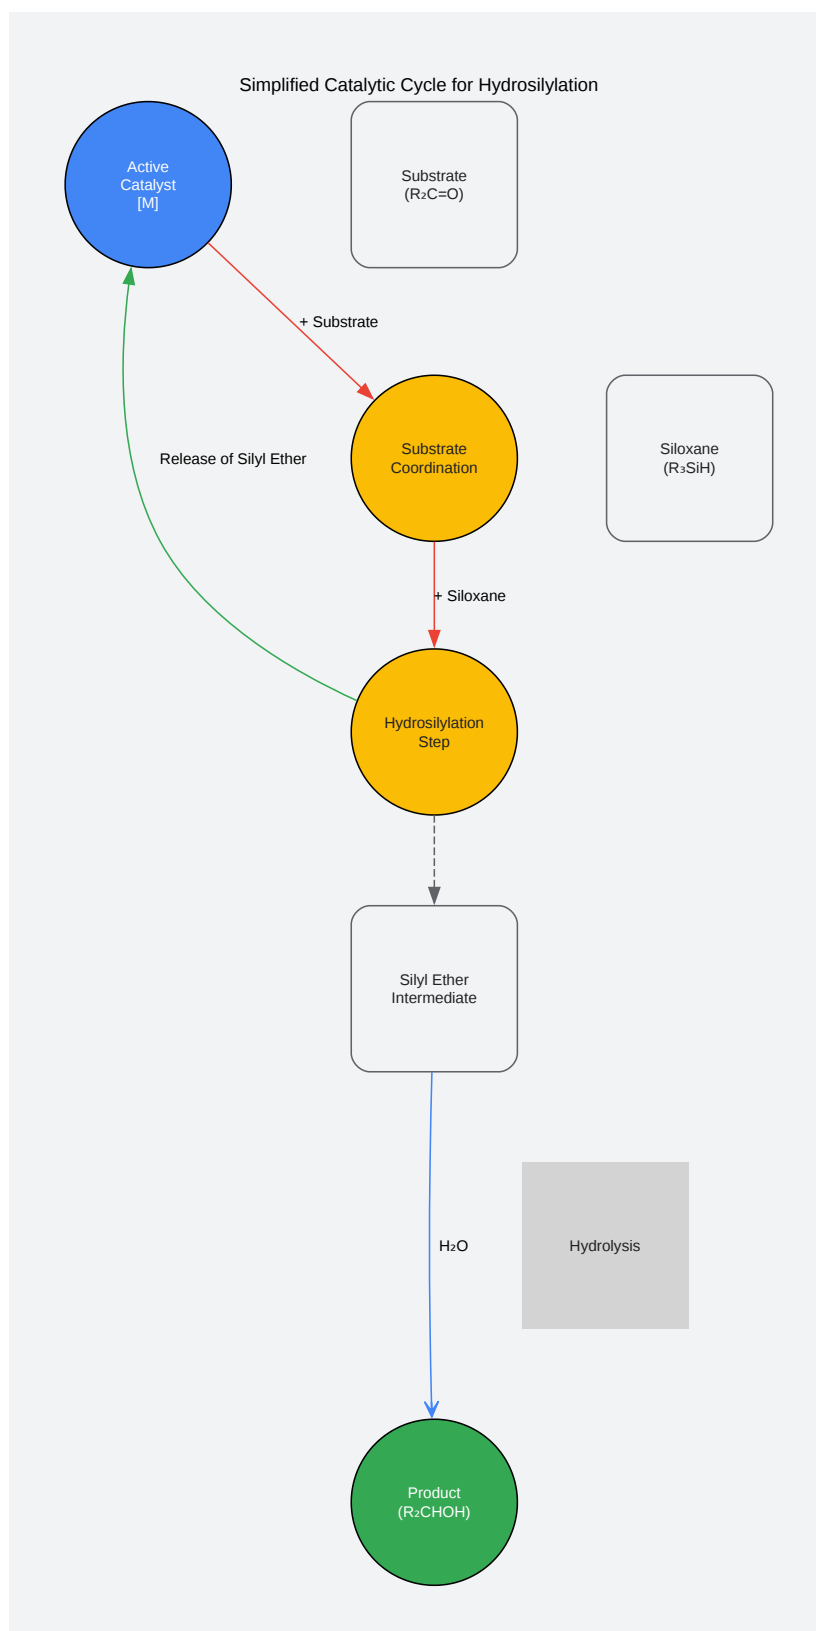 Simplified Catalytic Cycle for Hydrosilylation
Active
Catalyst
[M]
Substrate
(R₂C=O)
+ Substrate
Substrate
Coordination
Siloxane
(R₃SiH)
Release of Silyl Ether
+ Siloxane
Hydrosilylation
Step
Silyl Ether
Intermediate
H₂O
Hydrolysis
Product
(R₂CHOH)